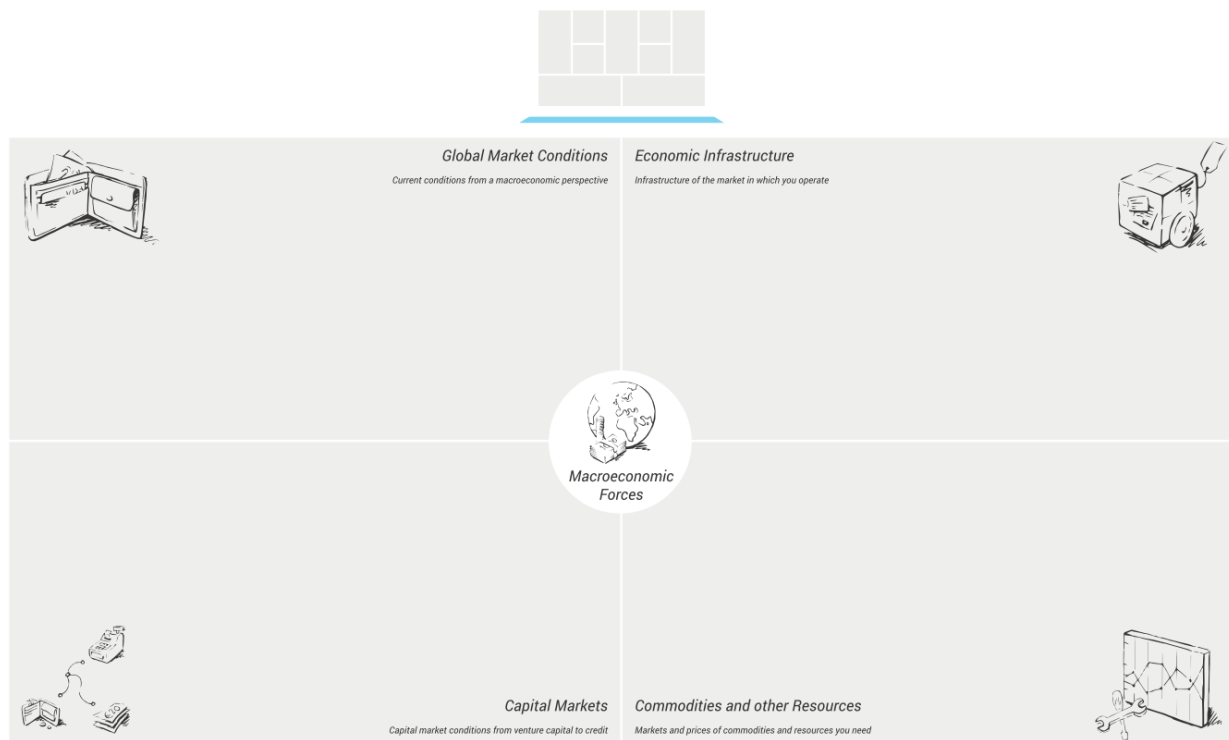 Global Market Conditions
Current conditions from a macroeconomic perspective
Economic Infrastructure
Infrastructure of the market in which you operate
Macroeconomic
Forces
Capital Markets
Capital market conditions from venture capital to credit
Commodities and other Resources
Markets and prices of commodities and resources you need